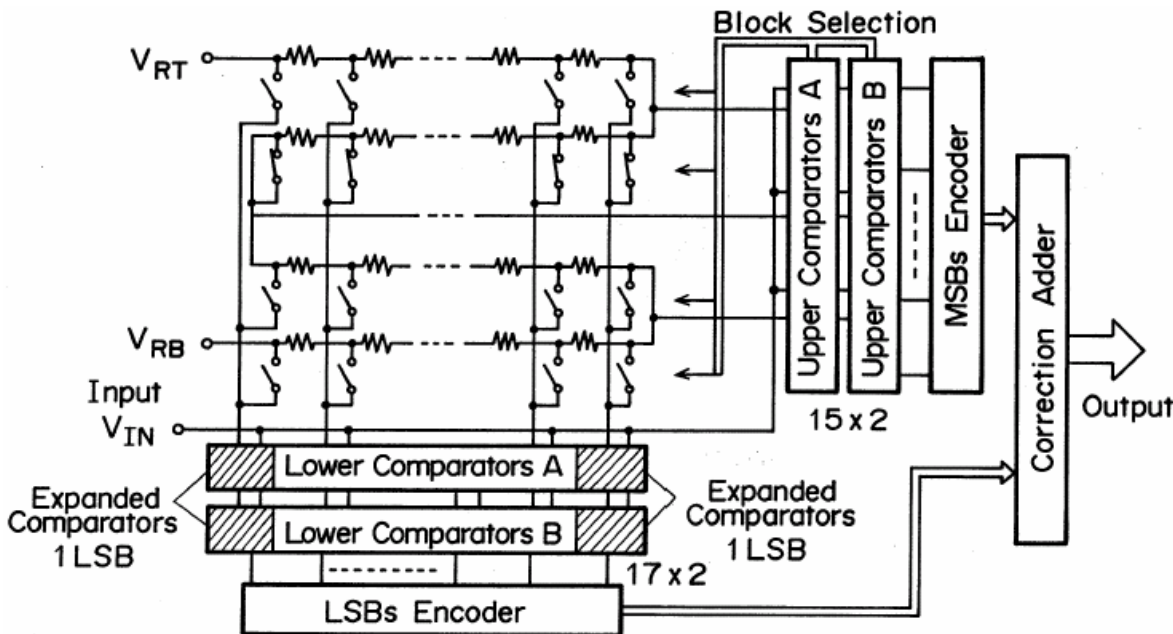 Block Selection
V_RT
Upper Comparators A
Upper Comparators B
MSBs Encoder
Correction Adder
V_RB
Input
V_IN
15 x 2
Output
Lower Comparators A
Expanded
Comparators
1 LSB
Expanded
Comparators
1 LSB
Lower Comparators B
17 x 2
LSBs Encoder